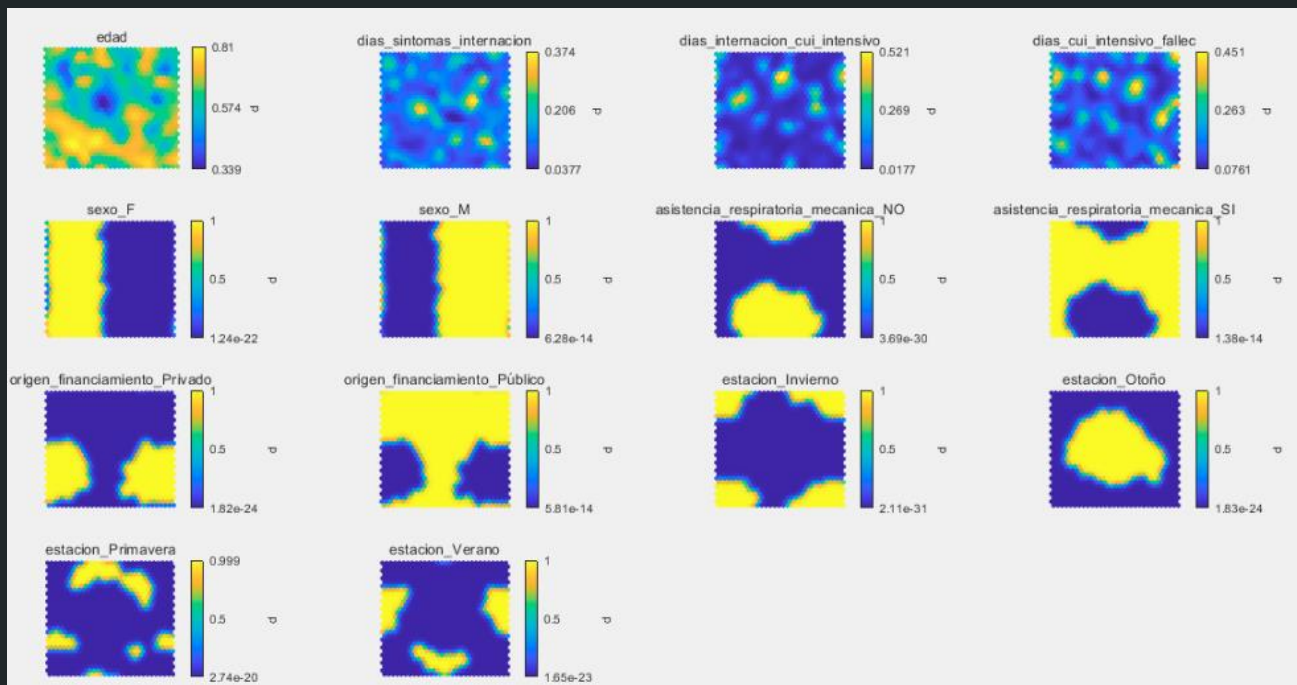 edad
0.81
0.574
d
0.339
dias_sintomas_internacion
0.374
0.206
d
0.0377
dias_internacion_cui_intensivo
0.521
0.269
d
0.0177
dias_cui_intensivo_fallec
0.451
0.263
d
0.0761
sexo_F
1
0.5
d
1.24e-22
sexo_M
1
0.5
d
6.28e-14
asistencia_respiratoria_mecanica_NO
1
0.5
d
3.69e-30
asistencia_respiratoria_mecanica_SI
1
0.5
d
1.38e-14
origen_financiamiento_Privado
1
0.5
d
1.82e-24
origen_financiamiento_Público
1
0.5
d
5.81e-14
estacion_Invierno
1
0.5
d
2.11e-31
estacion_Otoño
1
0.5
d
1.83e-24
estacion_Primavera
0.999
0.5
d
2.74e-20
estacion_Verano
1
0.5
d
1.65e-23